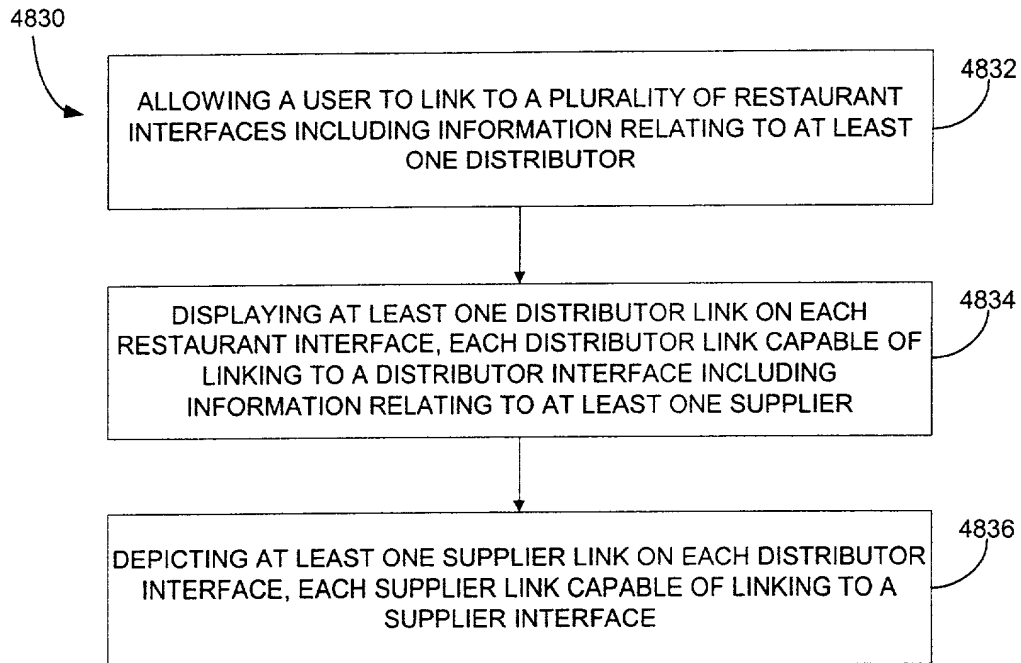 4830
4832
ALLOWING A USER TO LINK TO A PLURALITY OF RESTAURANT
INTERFACES INCLUDING INFORMATION RELATING TO AT LEAST
ONE DISTRIBUTOR
4834
DISPLAYING AT LEAST ONE DISTRIBUTOR LINK ON EACH
RESTAURANT INTERFACE, EACH DISTRIBUTOR LINK CAPABLE OF
LINKING TO A DISTRIBUTOR INTERFACE INCLUDING
INFORMATION RELATING TO AT LEAST ONE SUPPLIER
4836
DEPICTING AT LEAST ONE SUPPLIER LINK ON EACH DISTRIBUTOR
INTERFACE, EACH SUPPLIER LINK CAPABLE OF LINKING TO A
SUPPLIER INTERFACE